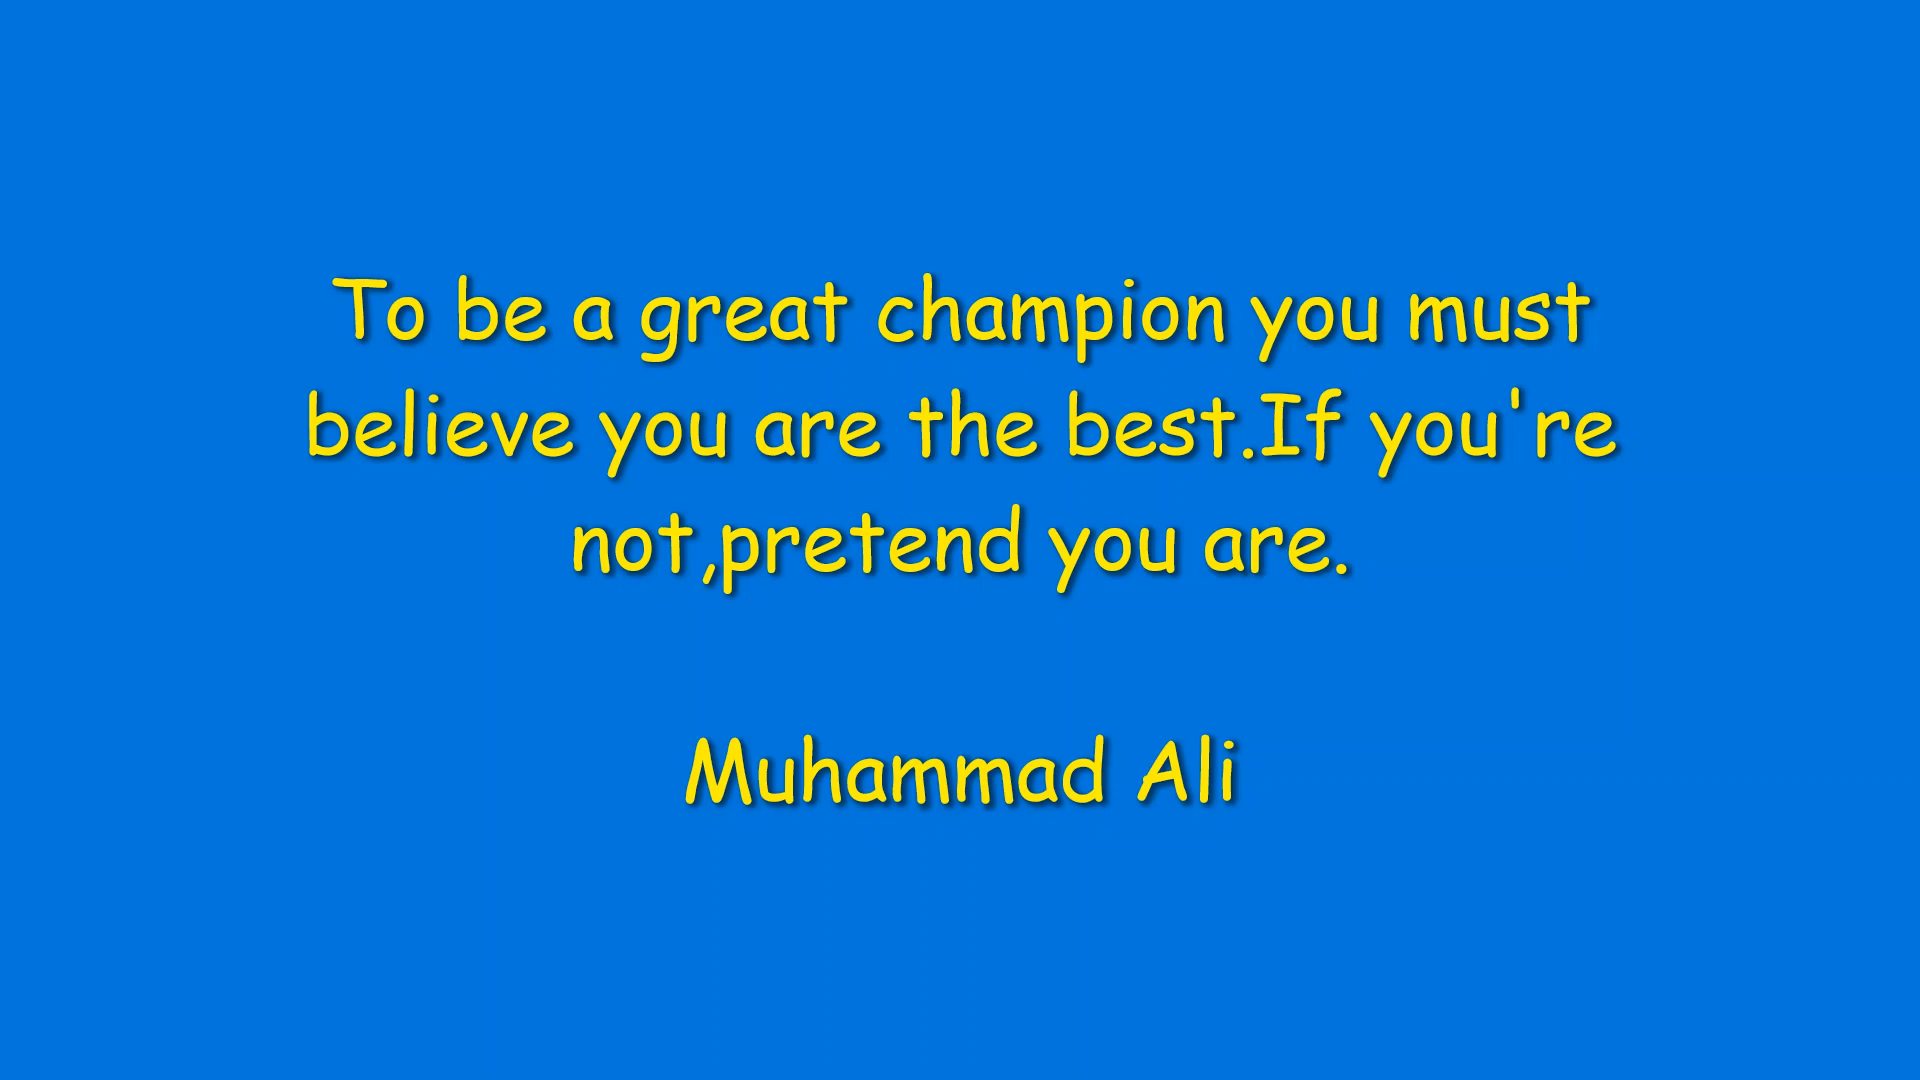 To be a great champion you must
believe you are the best.If you're
not,pretend you are.
Muhammad Ali